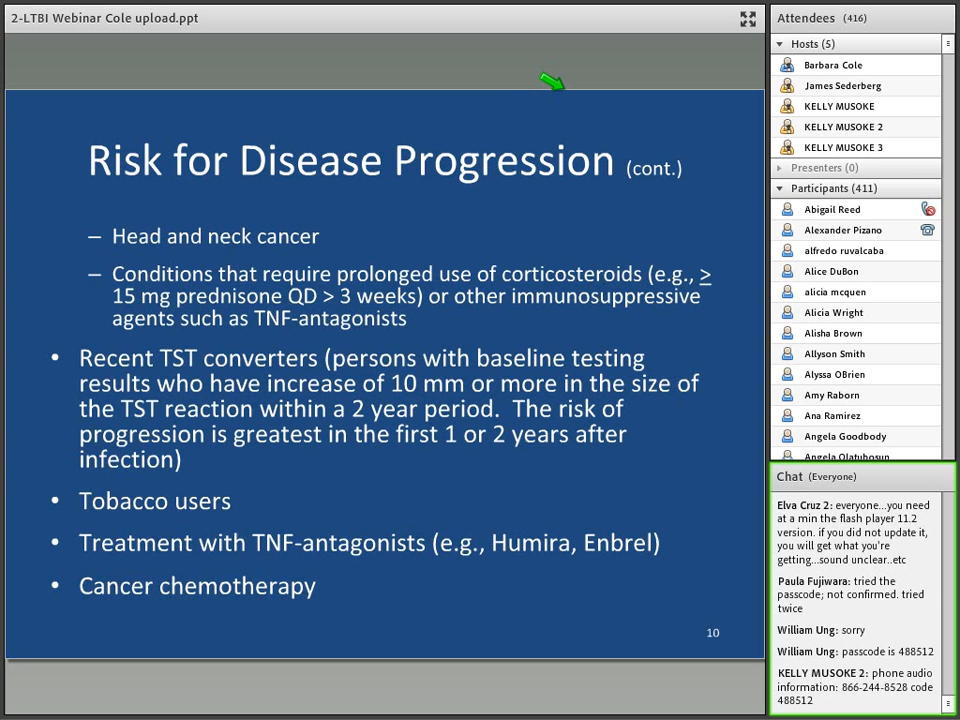 2-LTBI Webinar Cole upload.ppt
Risk for Disease Progression (cont.)
– Head and neck cancer
– Conditions that require prolonged use of corticosteroids (e.g., >
15 mg prednisone QD > 3 weeks) or other immunosuppressive
agents such as TNF-antagonists
• Recent TST converters (persons with baseline testing
results who have increase of 10 mm or more in the size of
the TST reaction within a 2 year period. The risk of
progression is greatest in the first 1 or 2 years after
infection)
• Tobacco users
• Treatment with TNF-antagonists (e.g., Humira, Enbrel)
• Cancer chemotherapy
10
Attendees (416)
Hosts (5)
Barbara Cole
James Sederberg
KELLY MUSOKE
KELLY MUSOKE 2
KELLY MUSOKE 3
Presenters (0)
Participants (411)
Abigail Reed
Alexander Pizano
alfredo ruvalcaba
Alice DuBon
alicia mcquen
Alicia Wright
Alisha Brown
Allyson Smith
Alyssa OBrien
Amy Raborn
Ana Ramirez
Angela Goodbody
Angela Olatubosun
Chat (Everyone)
Elva Cruz 2: everyone...you need
at a min the flash player 11.2
version. if you did not update it,
you will get what you're
getting...sound unclear..etc
Paula Fujiwara: tried the
passcode; not confirmed. tried
twice
William Ung: sorry
William Ung: passcode is 488512
KELLY MUSOKE 2: phone audio
information: 866-244-8528 code
488512